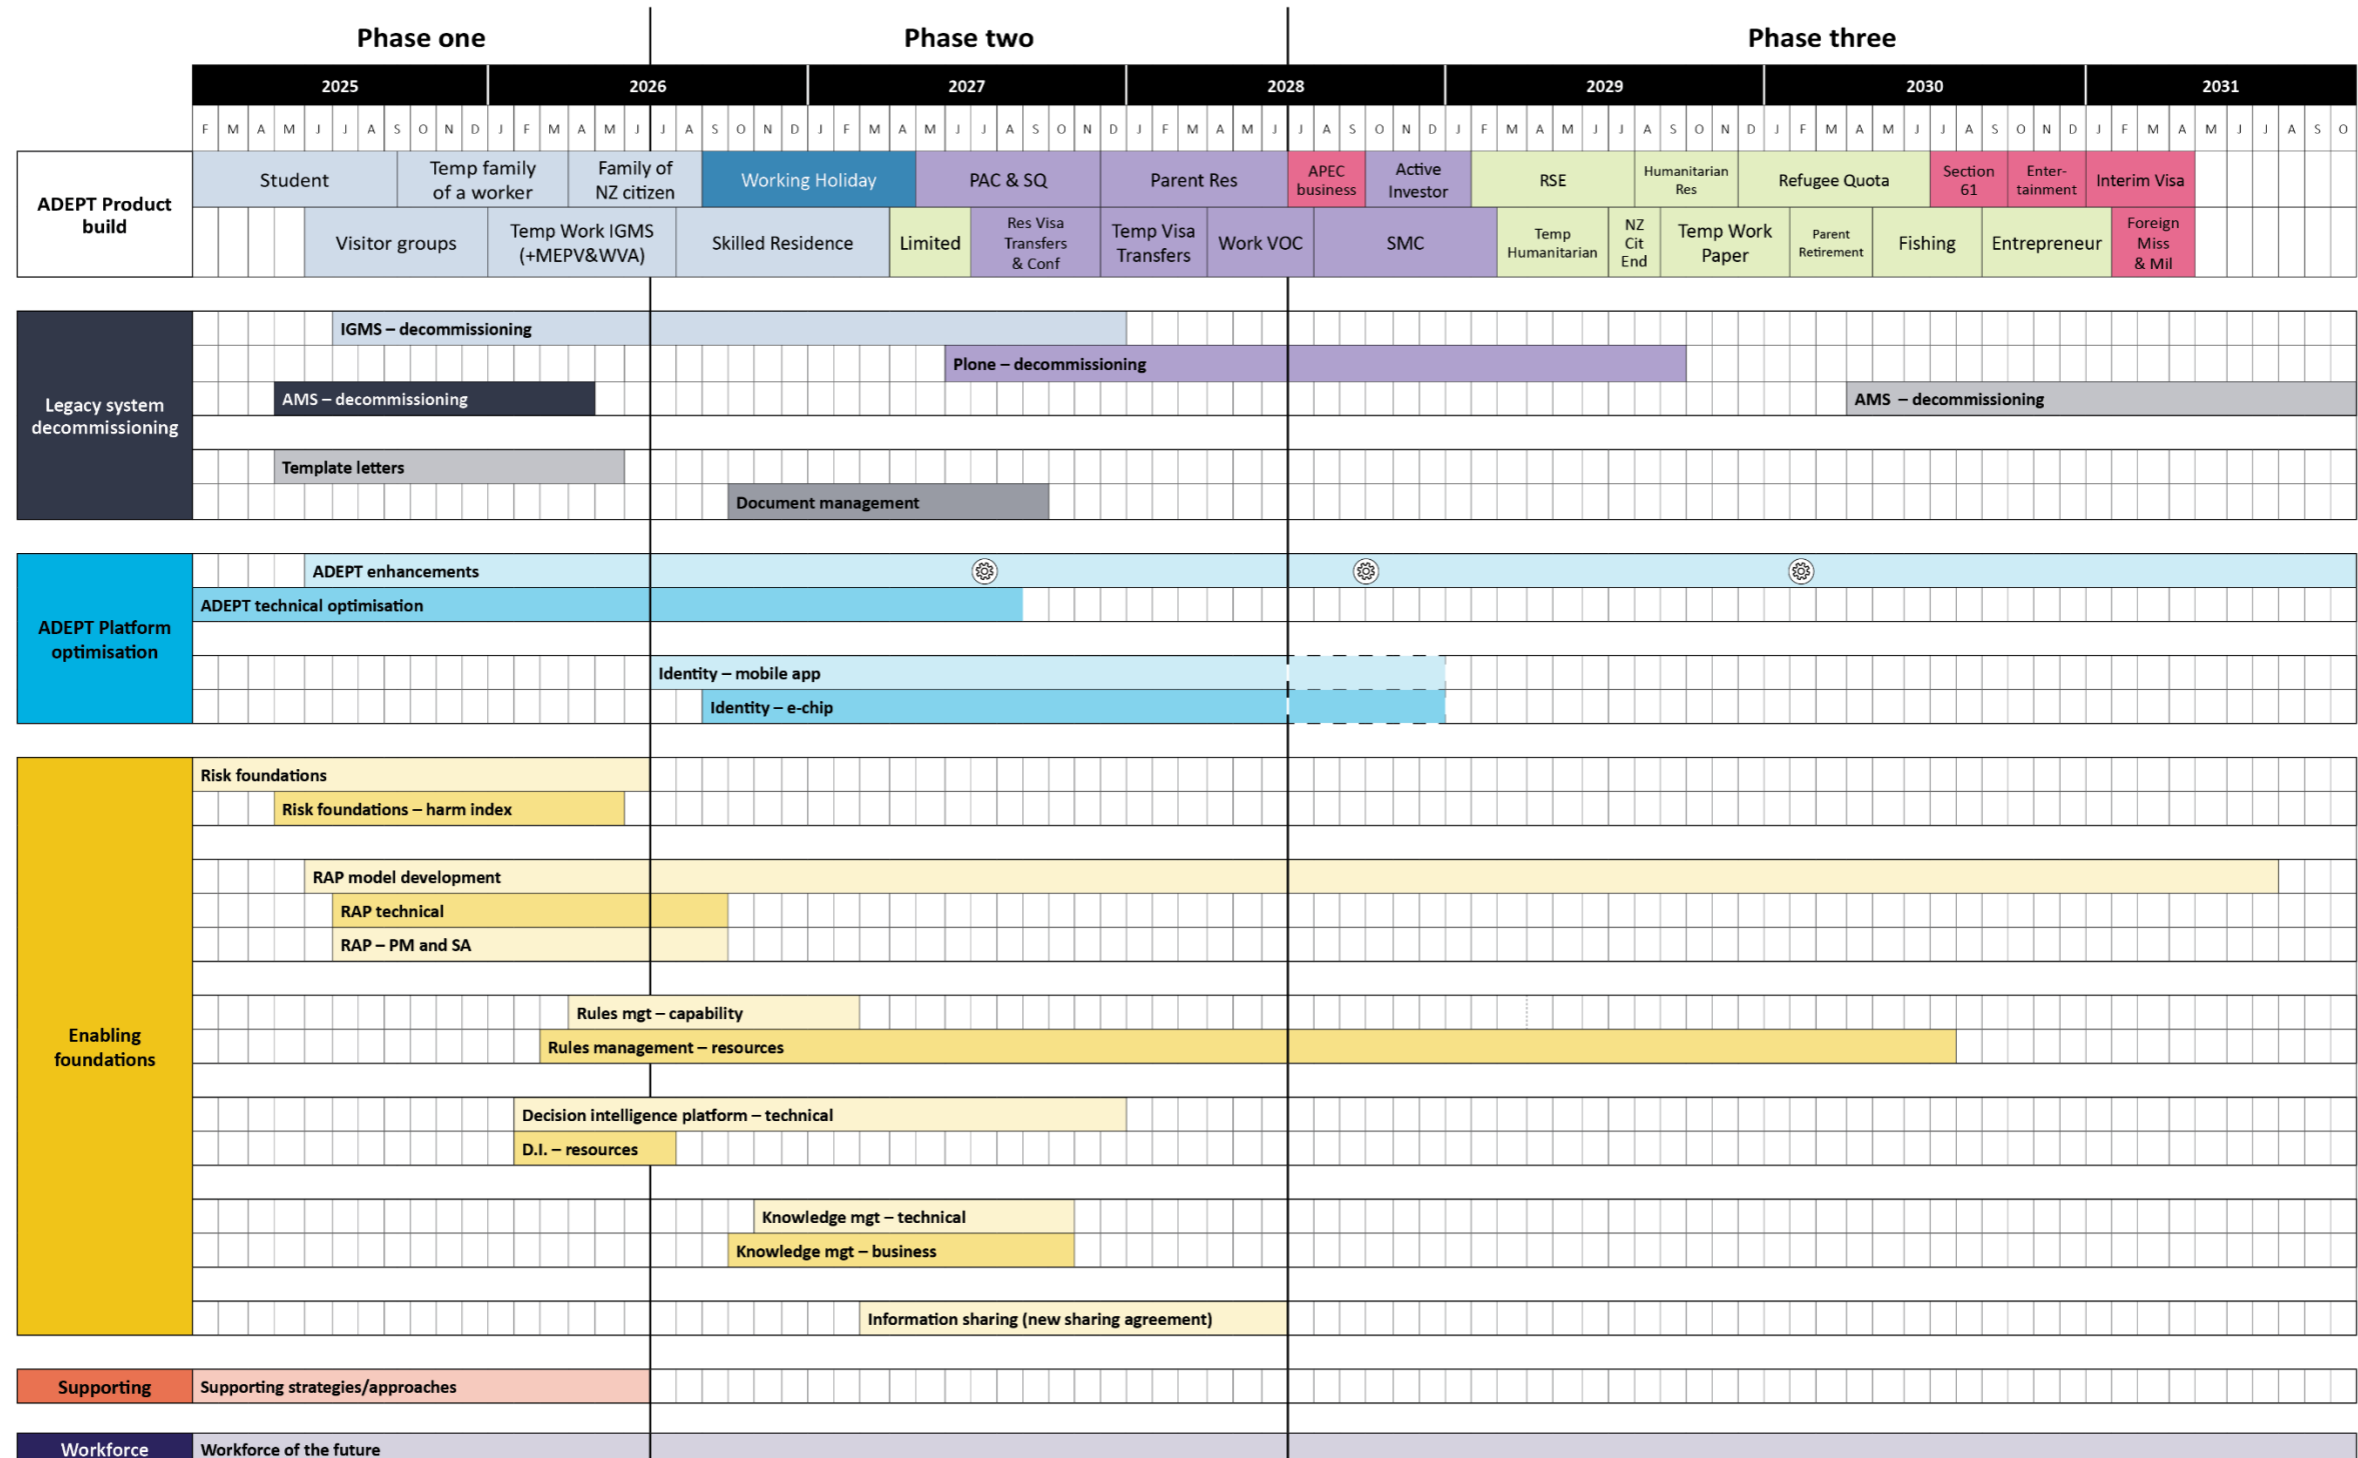 Phase one Phase two Phase three
2025 2026 2027 2028 2029 2030 2031
F M A M J J A S O N D J F M A M J J A S O N D J F M A M J J A S O N D J F M A M J J A S O N D J F M A M J J A S O N D J F M A M J J A S O N D J F M A M J J A S O
ADEPT Product
build
Student
Temp family
of a worker
Family of
NZ citizen
Working Holiday
PAC & SQ
Parent Res
APEC
business
Active
Investor
RSE
Humanitarian
Res
Refugee Quota
Section
61
Enter-
tainment
Interim Visa
Visitor groups
Temp Work IGMS
(+MEPV&WVA)
Skilled Residence
Limited
Res Visa
Transfers
& Conf
Temp Visa
Transfers
Work VOC
SMC
Temp
Humanitarian
NZ
Cit
End
Temp Work
Paper
Parent
Retirement
Fishing
Entrepreneur
Foreign
Miss
& Mil
Legacy system
decommissioning
IGMS – decommissioning
Plone – decommissioning
AMS – decommissioning
AMS – decommissioning
Template letters
Document management
ADEPT Platform
optimisation
ADEPT enhancements
ADEPT technical optimisation
Identity – mobile app
Identity – e-chip
Enabling
foundations
Risk foundations
Risk foundations – harm index
RAP model development
RAP technical
RAP – PM and SA
Rules mgt – capability
Rules management – resources
Decision intelligence platform – technical
D.I. – resources
Knowledge mgt – technical
Knowledge mgt – business
Information sharing (new sharing agreement)
Supporting
Supporting strategies/approaches
Workforce
Workforce of the future